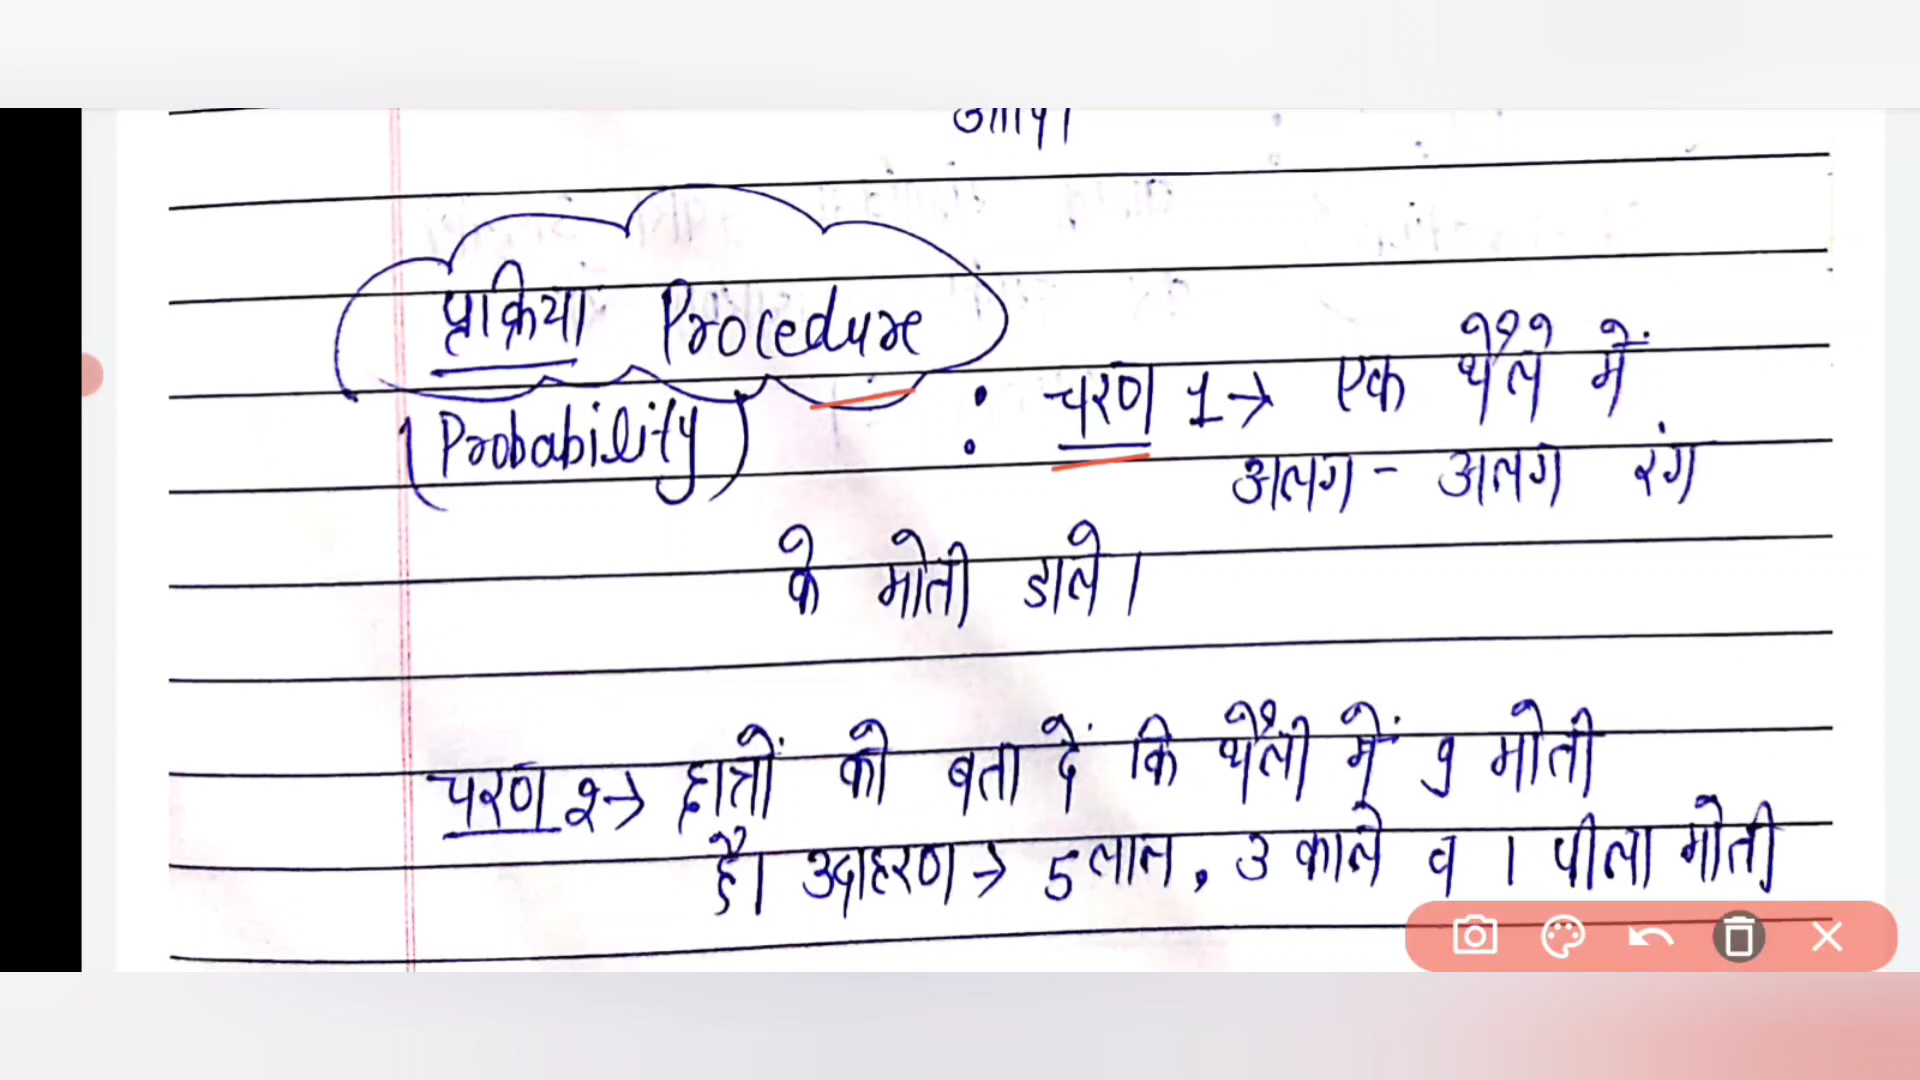 प्रक्रिया Procedure
(Probability) : चरण 1→ एक थैले में
अलग - अलग रंग
के मोती डाले।
चरण 2→ छात्रों को बता दें कि थैली में 9 मोती
है। उदाहरण → 5 लाल, 3 काले व 1 पीला मोती